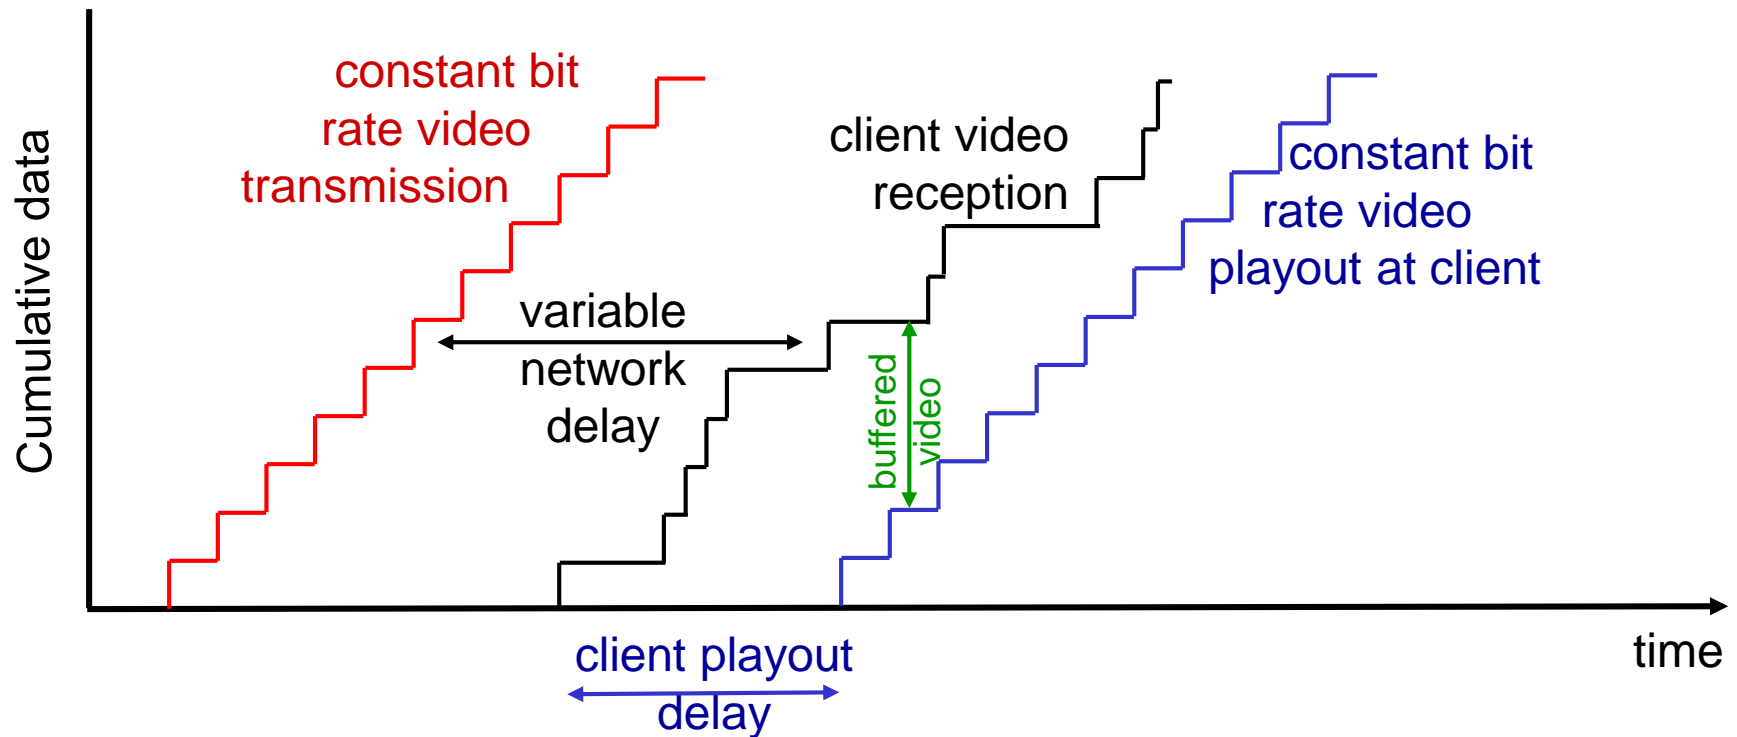 constant bit
rate video
transmission
client video
reception
constant bit
rate video
playout at client
Cumulative data
variable
network
delay
buffered
video
client playout
delay
time